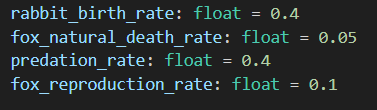 rabbit_birth_rate: float = 0.4
fox_natural_death_rate: float = 0.05
predation_rate: float = 0.4
fox_reproduction_rate: float = 0.1